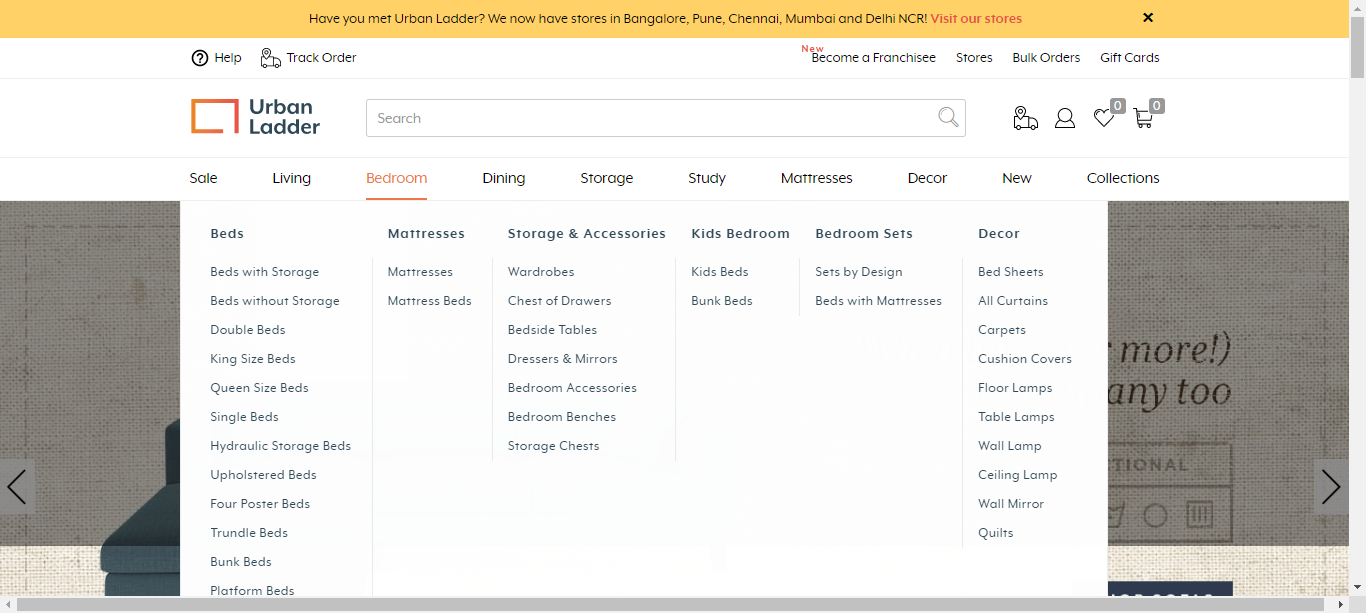 Have you met Urban Ladder? We now have stores in Bangalore, Pune, Chennai, Mumbai and Delhi NCR! Visit our stores
Help
Track Order
New
Become a Franchisee
Stores
Bulk Orders
Gift Cards
Urban
Ladder
Search
0
0
Sale
Living
Bedroom
Dining
Storage
Study
Mattresses
Decor
New
Collections
Beds
Beds with Storage
Beds without Storage
Double Beds
King Size Beds
Queen Size Beds
Single Beds
Hydraulic Storage Beds
Upholstered Beds
Four Poster Beds
Trundle Beds
Bunk Beds
Platform Beds
Mattresses
Mattresses
Mattress Beds
Storage & Accessories
Wardrobes
Chest of Drawers
Bedside Tables
Dressers & Mirrors
Bedroom Accessories
Bedroom Benches
Storage Chests
Kids Bedroom
Kids Beds
Bunk Beds
Bedroom Sets
Sets by Design
Beds with Mattresses
Decor
Bed Sheets
All Curtains
Carpets
Cushion Covers
Floor Lamps
Table Lamps
Wall Lamp
Ceiling Lamp
Wall Mirror
Quilts
more!)
any too